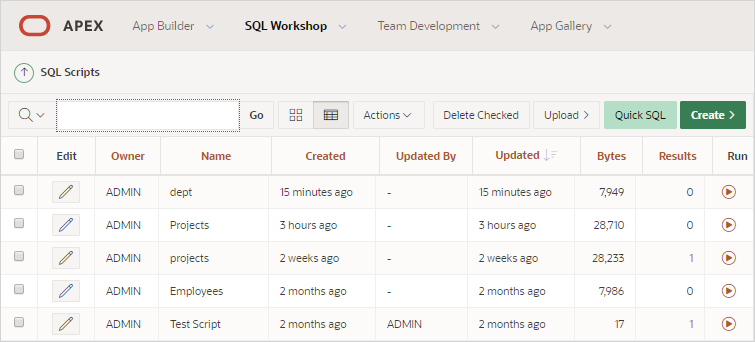 APEX App Builder SQL Workshop Team Development App Gallery
SQL Scripts
Go Actions Delete Checked Upload Quick SQL Create
Edit Owner Name Created Updated By Updated Bytes Results Run
ADMIN dept 15 minutes ago - 15 minutes ago 7,949 0
ADMIN Projects 3 hours ago - 3 hours ago 28,710 0
ADMIN projects 2 weeks ago - 2 weeks ago 28,233 1
ADMIN Employees 2 months ago - 2 months ago 7,986 0
ADMIN Test Script 2 months ago ADMIN 2 months ago 17 1